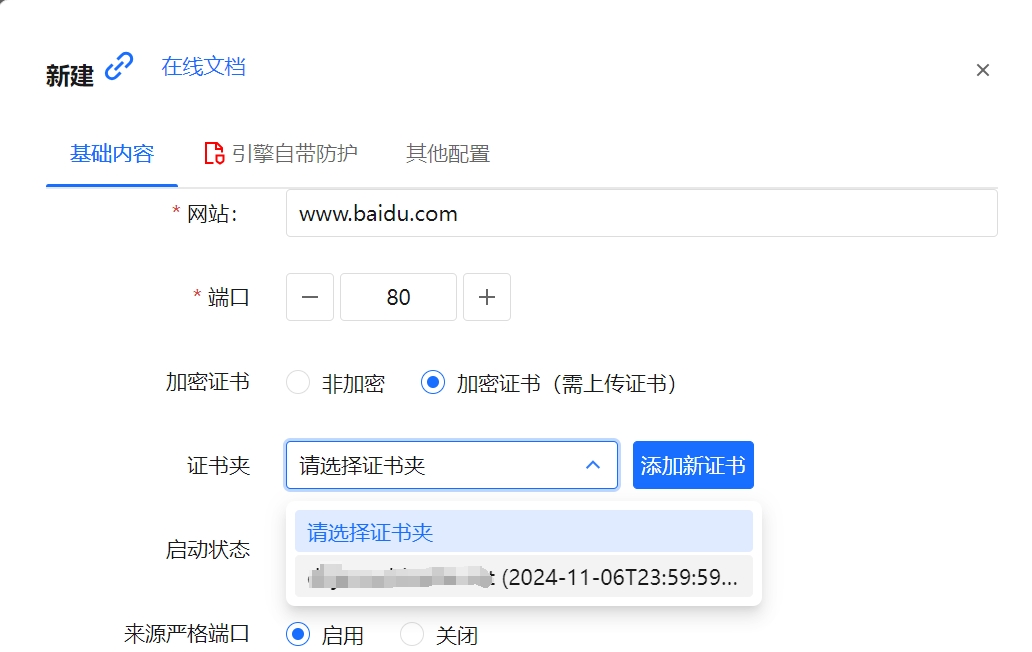 新建 在线文档
基础内容 引擎自带防护 其他配置
* 网站： www.baidu.com
* 端口 80
加密证书 非加密 加密证书（需上传证书）
证书夹 请选择证书夹 添加新证书
请选择证书夹
启动状态
(2024-11-06T23:59:59...
来源严格端口 启用 关闭